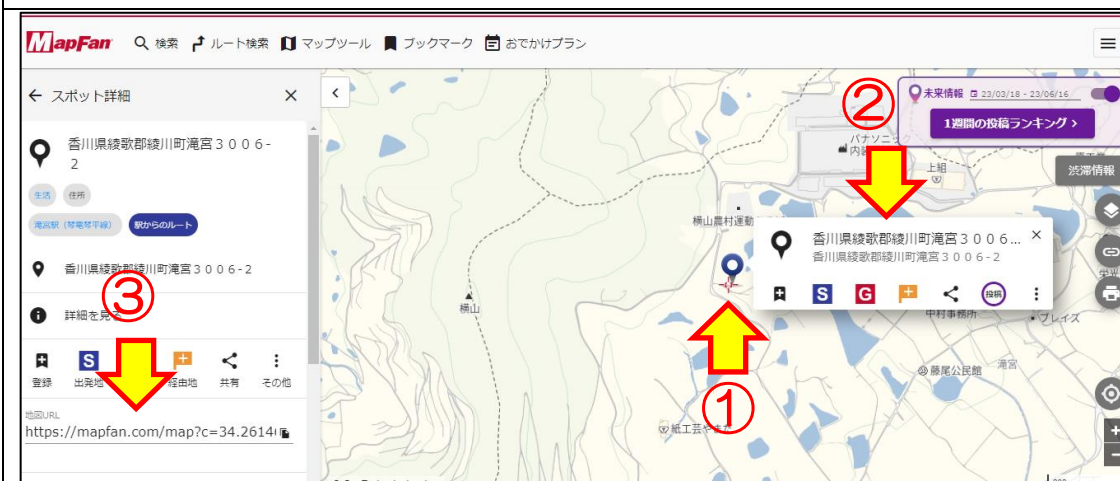 MapFan 検索 ルート検索 マップツール ブックマーク おでかけプラン
スポット詳細
香川県綾歌郡綾川町滝宮3006-
2
生活 住所
滝宮駅（琴電琴平線） 駅からのルート
香川県綾歌郡綾川町滝宮3006-2
③
詳細を見る
S
登録 出発地 経由地 共有 その他
地図URL
https://mapfan.com/map?c=34.2614
②
未来情報 23/03/18 - 23/06/16
1週間の投稿ランキング
渋滞情報
パナソニック
内装
上組
横山農村運動
香川県綾歌郡綾川町滝宮3006...
香川県綾歌郡綾川町滝宮3006-2
S G 投稿
横山
中村事務所
プレイズ
①
藤尾公民館
滝宮
紙工芸やまだ